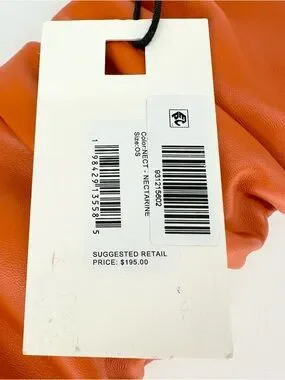 Color:NECT - NECTARINE
Size:OS
1 98429 13558 5
931215602
SUGGESTED RETAIL
PRICE: $195.00